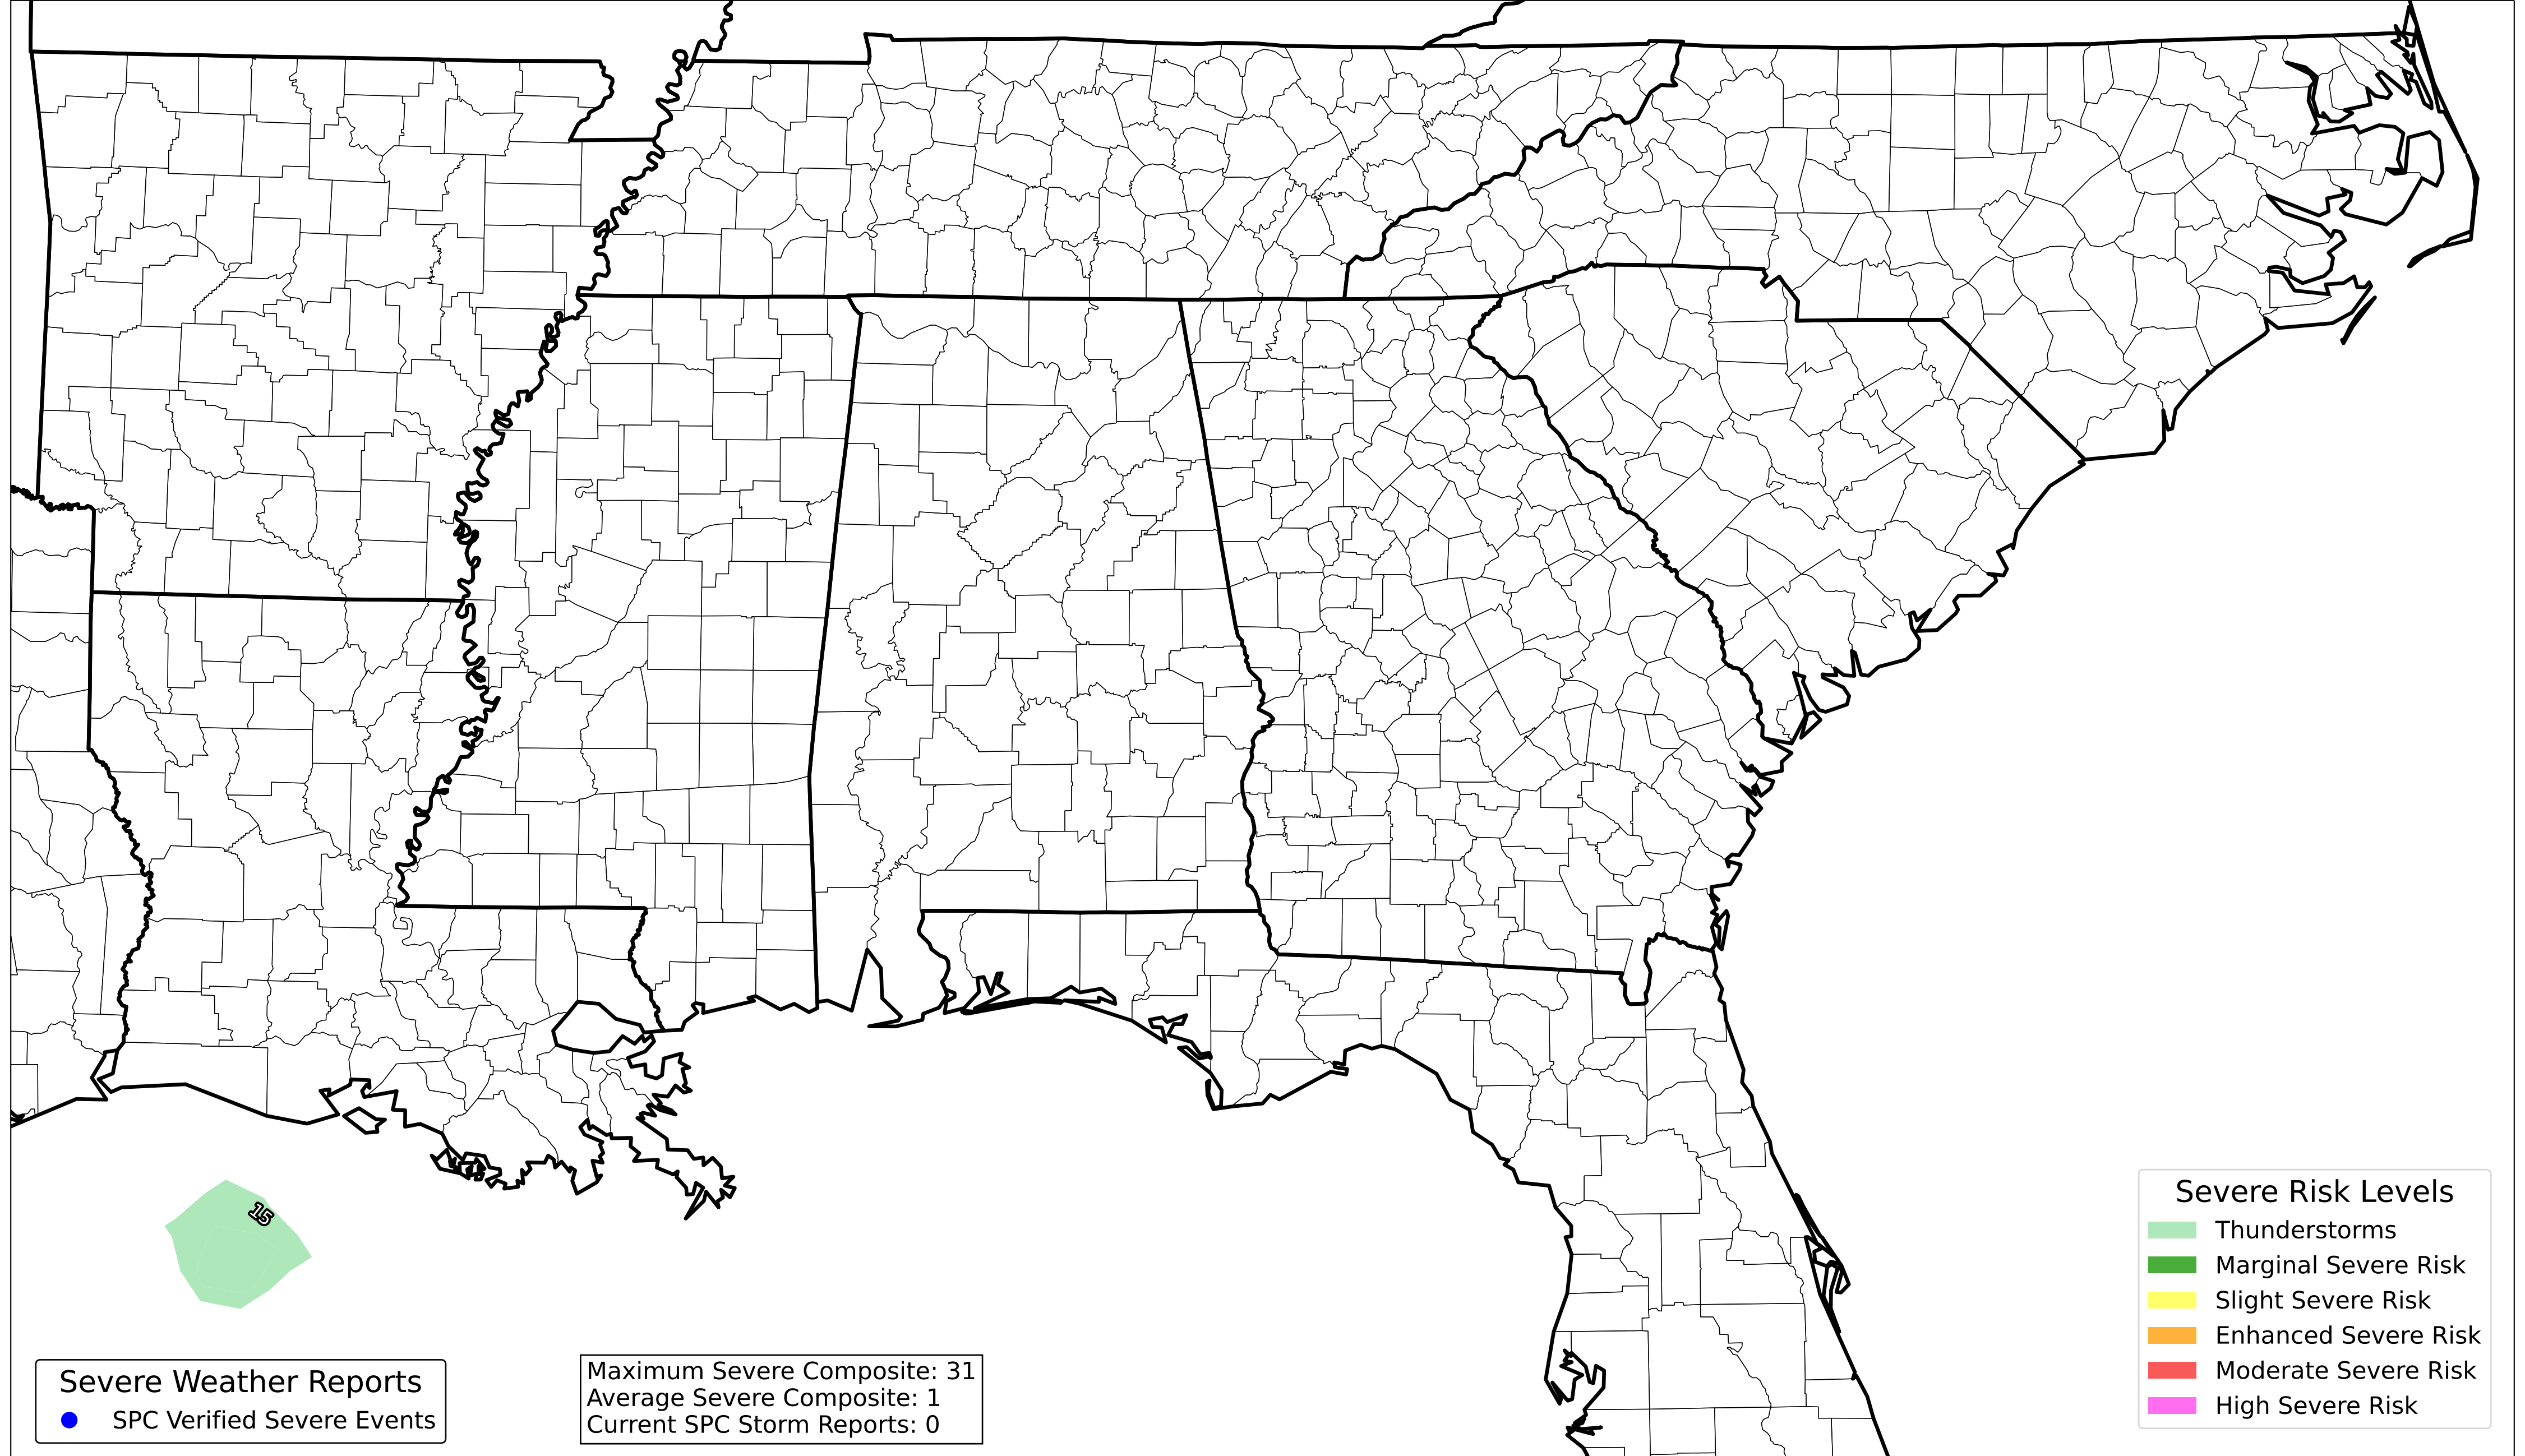 15
Severe Weather Reports
SPC Verified Severe Events
Maximum Severe Composite: 31
Average Severe Composite: 1
Current SPC Storm Reports: 0
Severe Risk Levels
Thunderstorms
Marginal Severe Risk
Slight Severe Risk
Enhanced Severe Risk
Moderate Severe Risk
High Severe Risk